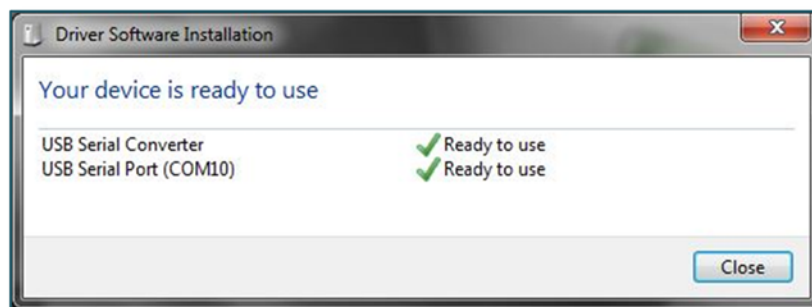 Driver Software Installation
Your device is ready to use
USB Serial Converter Ready to use
USB Serial Port (COM10) Ready to use
Close